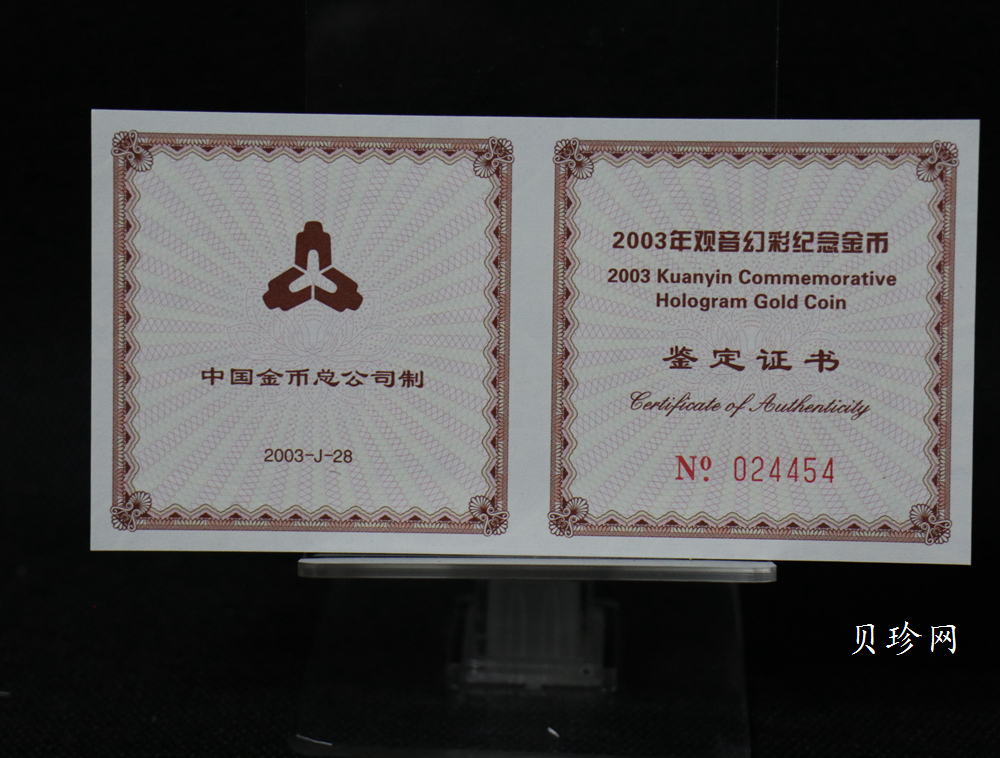 中国金币总公司制
2003-J-28
2003年观音幻彩纪念金币
2003 Kuanyin Commemorative
Hologram Gold Coin
鉴定证书
Certificate of Authenticity
Nº 024454
贝珍网